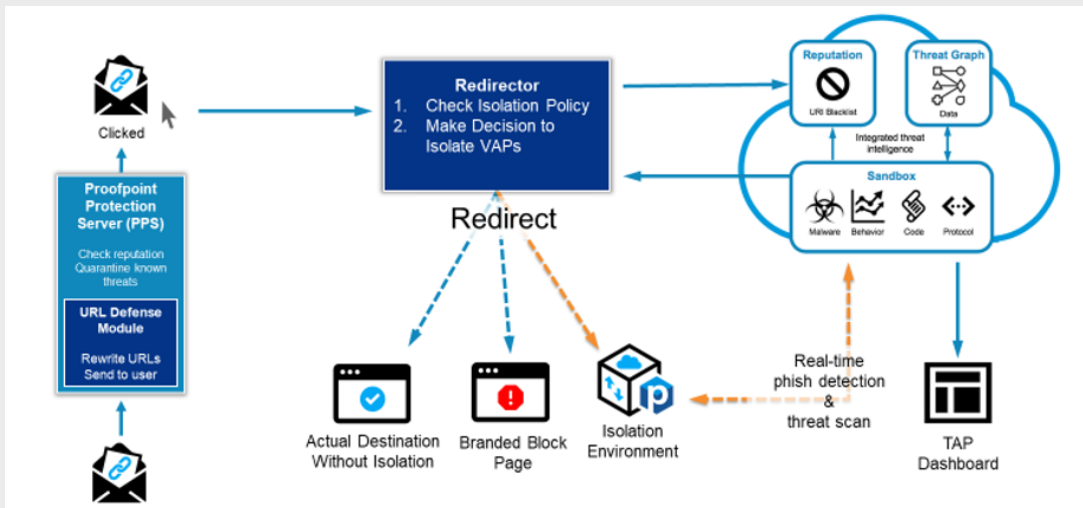 Clicked
Proofpoint
Protection
Server (PPS)
Check reputation
Quarantine known
threats
URL Defense
Module
Rewrite URLs
Send to user
Redirector
1. Check Isolation Policy
2. Make Decision to
Isolate VAPs
Redirect
Actual Destination
Without Isolation
Branded Block
Page
Isolation
Environment
p
Reputation
URI Blacklist
Threat Graph
Data
Integrated threat
intelligence
Sandbox
Malware
Behavior
Code
Protocol
Real-time
phish detection
&
threat scan
TAP
Dashboard